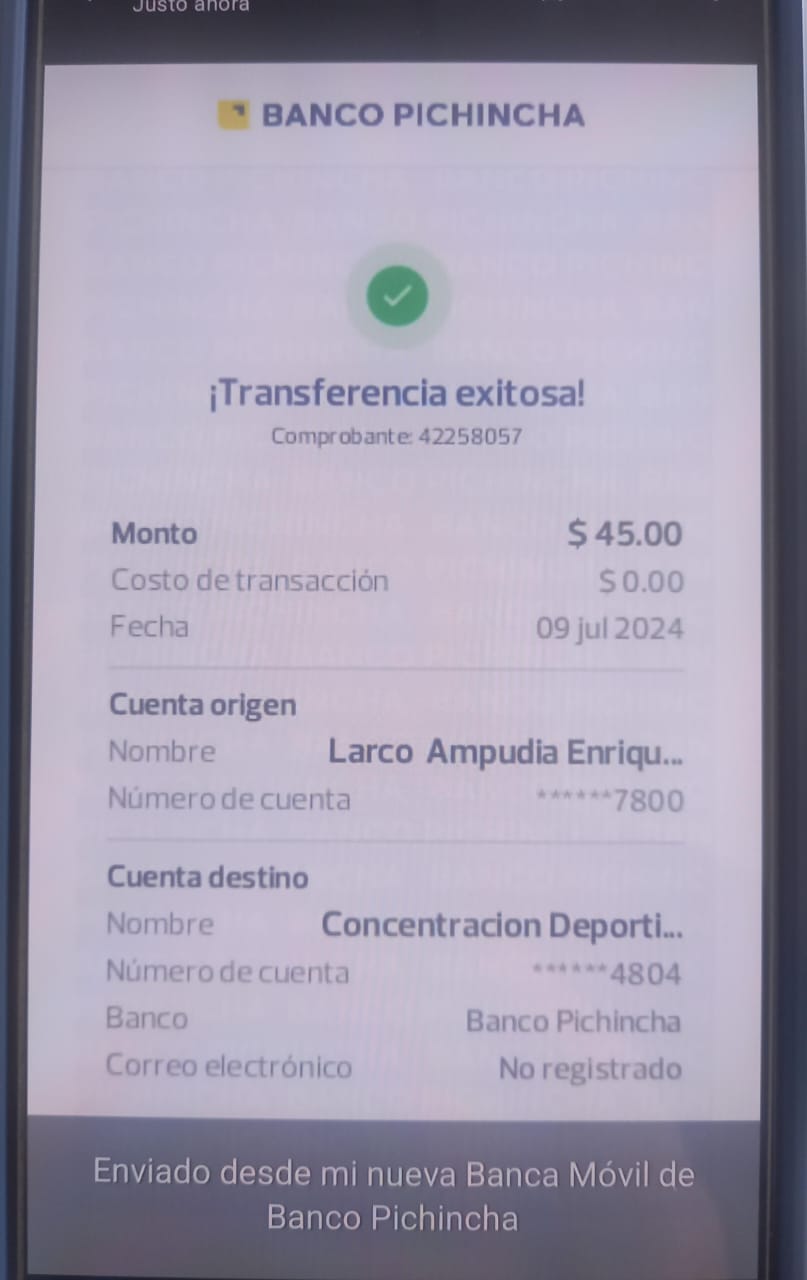 Justo ahora
BANCO PICHINCHA
¡Transferencia exitosa!
Comprobante: 42258057
Monto $ 45.00
Costo de transacción $ 0.00
Fecha 09 jul 2024
Cuenta origen
Nombre Larco Ampudia Enriqu...
Número de cuenta ******7800
Cuenta destino
Nombre Concentracion Deporti...
Número de cuenta ******4804
Banco Banco Pichincha
Correo electrónico No registrado
Enviado desde mi nueva Banca Móvil de
Banco Pichincha